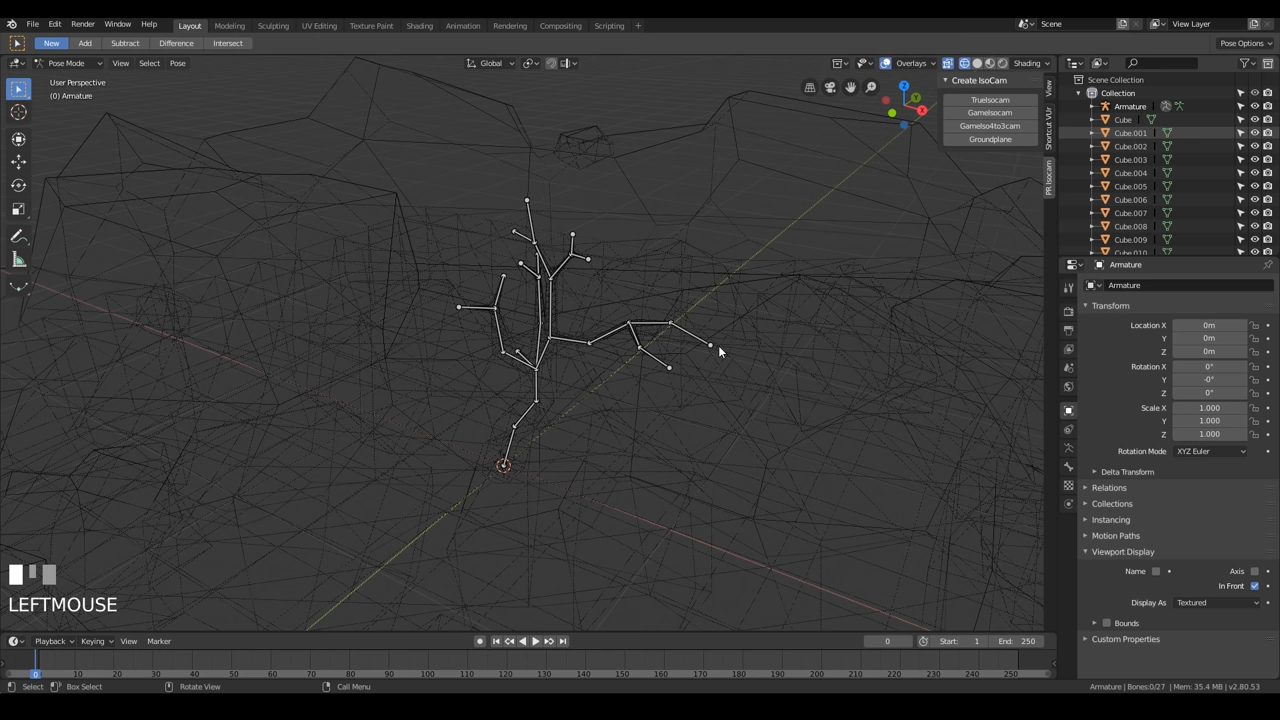 File Edit Render Window Help Layout Modeling Sculpting UV Editing Texture Paint Shading Animation Rendering Compositing Scripting + Scene View Layer
New Add Subtract Difference Intersect Pose Options
Pose Mode View Select Pose Global Overlays Shading
User Perspective
(0) Armature
Create IsoCam
TrueIsocam
GameIsocam
GameIso4to3cam
Groundplane
View
Shortcut VUr
PR Isocam
Z
Y
X
Scene Collection
Collection
Armature
Cube
Cube.001
Cube.002
Cube.003
Cube.004
Cube.005
Cube.006
Cube.007
Cube.008
Cube.009
Cube.010
Armature
Armature
Transform
Location X 0m
Y 0m
Z 0m
Rotation X 0°
Y -0°
Z 0°
Scale X 1.000
Y 1.000
Z 1.000
Rotation Mode XYZ Euler
Delta Transform
Relations
Collections
Instancing
Motion Paths
Viewport Display
Name Axis
In Front
Display As Textured
Bounds
Custom Properties
LEFTMOUSE
Playback Keying View Marker 0 Start: 1 End: 250
0 10 20 30 40 50 60 70 80 90 100 110 120 130 140 150 160 170 180 190 200 210 220 230 240 250
Select Box Select Rotate View Call Menu Armature | Bones:0/27 | Mem: 35.4 MB | v2.80.53